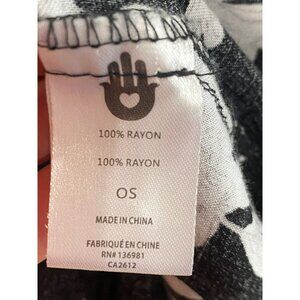 100% RAYON
100% RAYON
OS
MADE IN CHINA
FABRIQUÉ EN CHINE
RN# 136981
CA2612